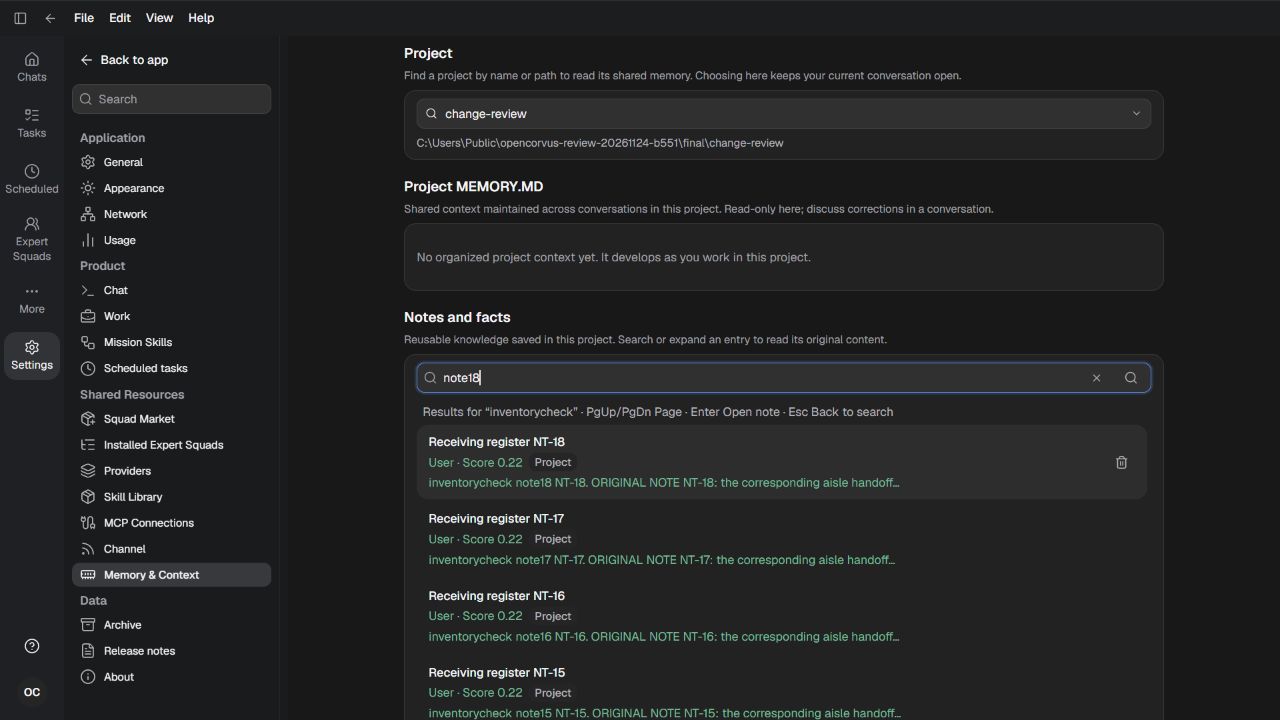 File Edit View Help
Chats
Tasks
Scheduled
Expert
Squads
More
Settings
OC
Back to app
Search
Application
General
Appearance
Network
Usage
Product
Chat
Work
Mission Skills
Scheduled tasks
Shared Resources
Squad Market
Installed Expert Squads
Providers
Skill Library
MCP Connections
Channel
Memory & Context
Data
Archive
Release notes
About
Project
Find a project by name or path to read its shared memory. Choosing here keeps your current conversation open.
change-review
C:\Users\Public\opencorvus-review-20261124-b551\final\change-review
Project MEMORY.MD
Shared context maintained across conversations in this project. Read-only here; discuss corrections in a conversation.
No organized project context yet. It develops as you work in this project.
Notes and facts
Reusable knowledge saved in this project. Search or expand an entry to read its original content.
note18
Results for “inventorycheck” · PgUp/PgDn Page · Enter Open note · Esc Back to search
Receiving register NT-18
User · Score 0.22 Project
inventorycheck note18 NT-18. ORIGINAL NOTE NT-18: the corresponding aisle handoff…
Receiving register NT-17
User · Score 0.22 Project
inventorycheck note17 NT-17. ORIGINAL NOTE NT-17: the corresponding aisle handoff…
Receiving register NT-16
User · Score 0.22 Project
inventorycheck note16 NT-16. ORIGINAL NOTE NT-16: the corresponding aisle handoff…
Receiving register NT-15
User · Score 0.22 Project
inventorycheck note15 NT-15. ORIGINAL NOTE NT-15: the corresponding aisle handoff…